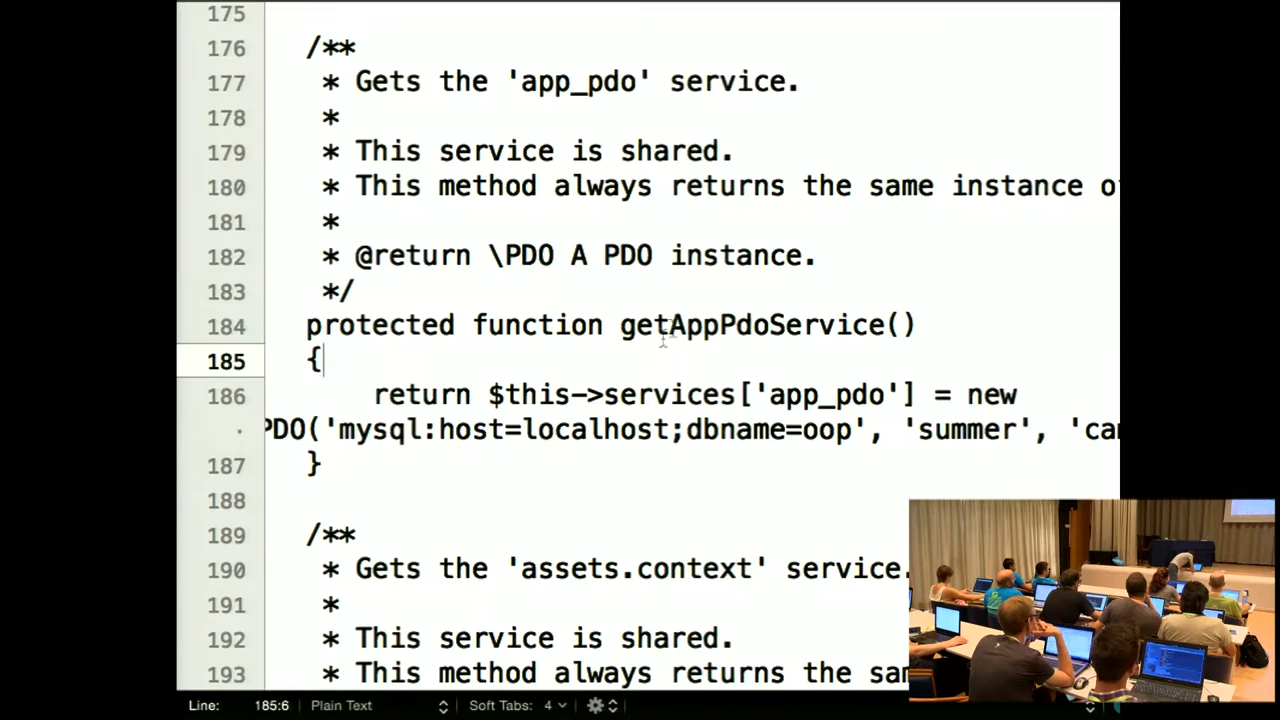 175
176 /**
177 * Gets the 'app_pdo' service.
178 *
179 * This service is shared.
180 * This method always returns the same instance
181 *
182 * @return \PDO A PDO instance.
183 */
184 protected function getAppPdoService()
185 {
186 return $this->services['app_pdo'] = new
· PDO('mysql:host=localhost;dbname=oop', 'summer',
187 }
188
189 /**
190 * Gets the 'assets.context' service.
191 *
192 * This service is shared.
193 * This method always returns the
Line: 185:6 Plain Text Soft Tabs: 4